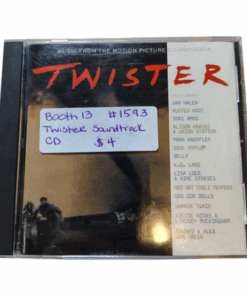 MUSIC FROM THE MOTION PICTURE SOUNDTRACK
TWISTER
Booth 13 #1593
Twister Soundtrack
CD $4
VAN HALEN
RUSTED ROOT
TORI AMOS
ALISON KRAUSS
& UNION STATION
MARK KNOPFLER
SOUL ASYLUM
BELLY
k.d. LANG
LISA LOEB
& NINE STORIES
RED HOT CHILI PEPPERS
GOO GOO DOLLS
SHANIA TWAIN
STEVIE NICKS &
LINDSEY BUCKINGHAM
EDWARD & ALEX
VAN HALEN